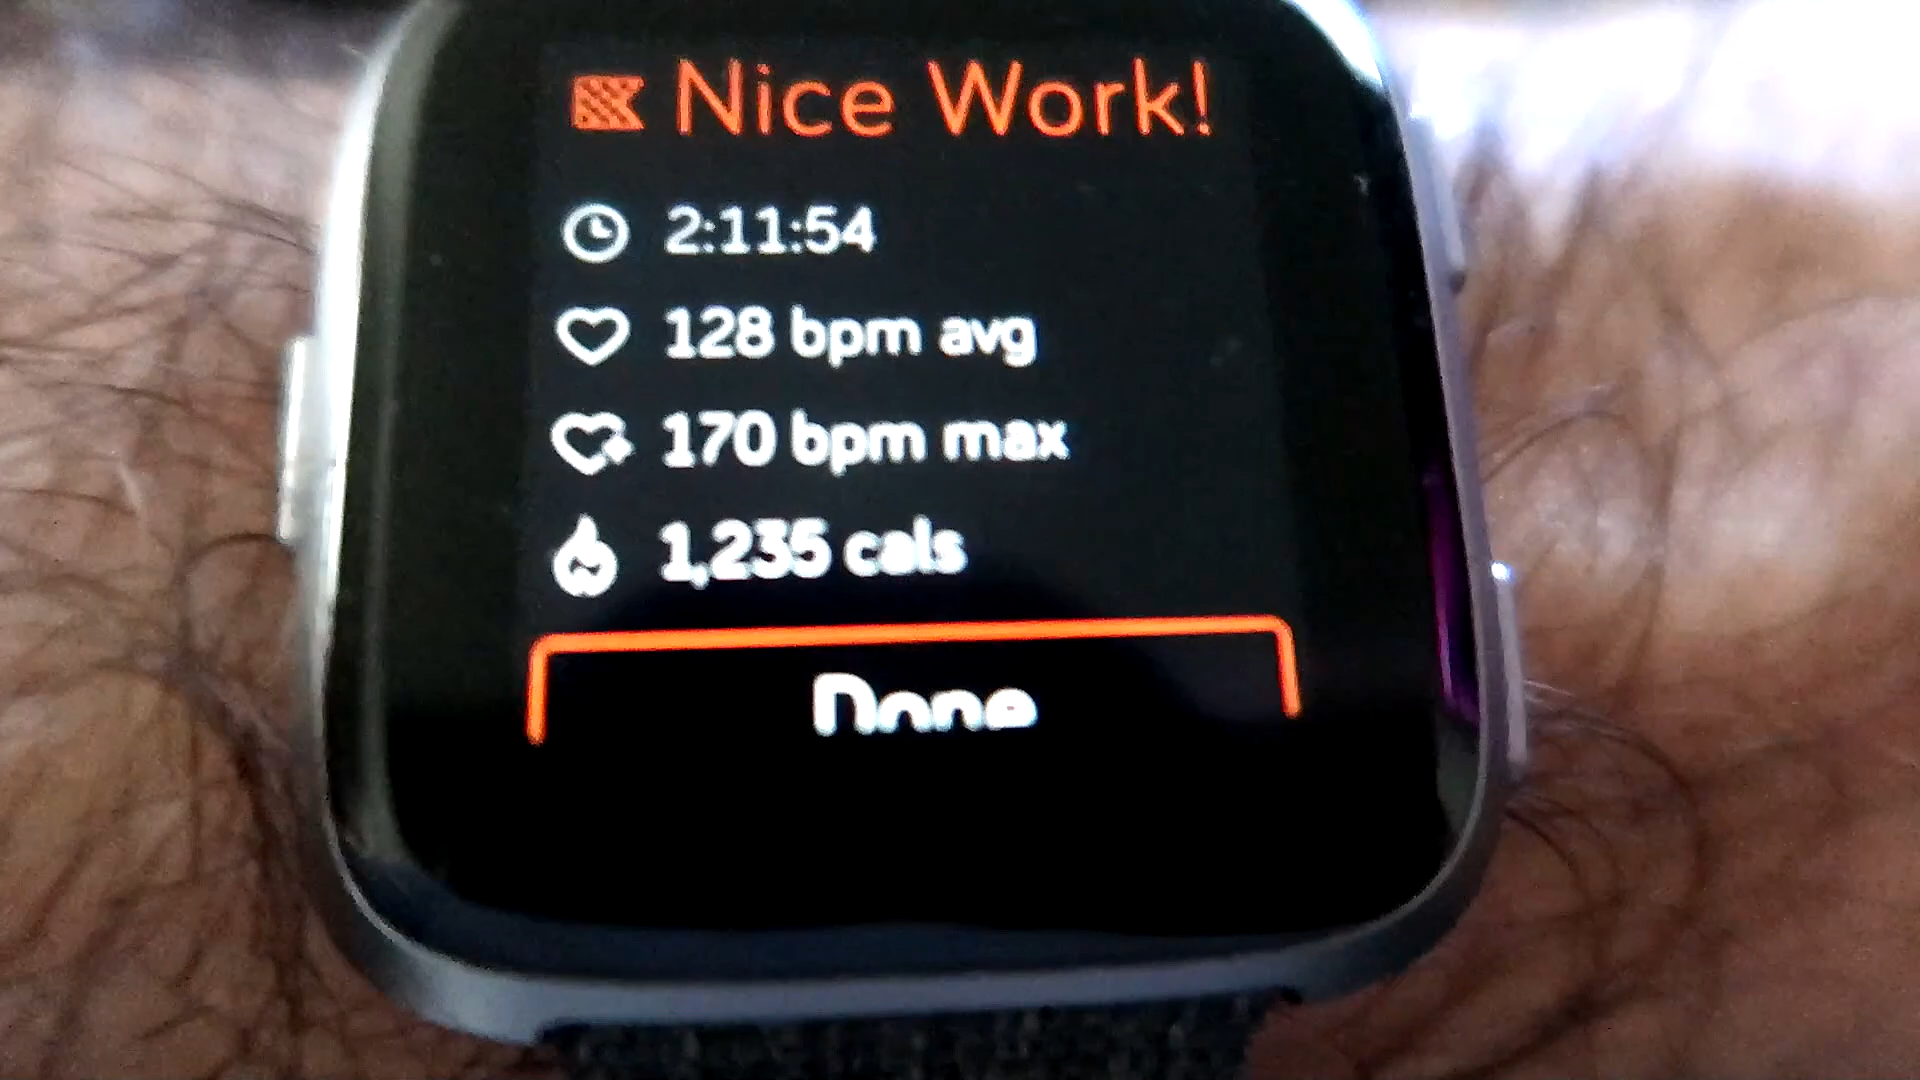 Nice Work!
2:11:54
128 bpm avg
170 bpm max
1,235 cals
Done